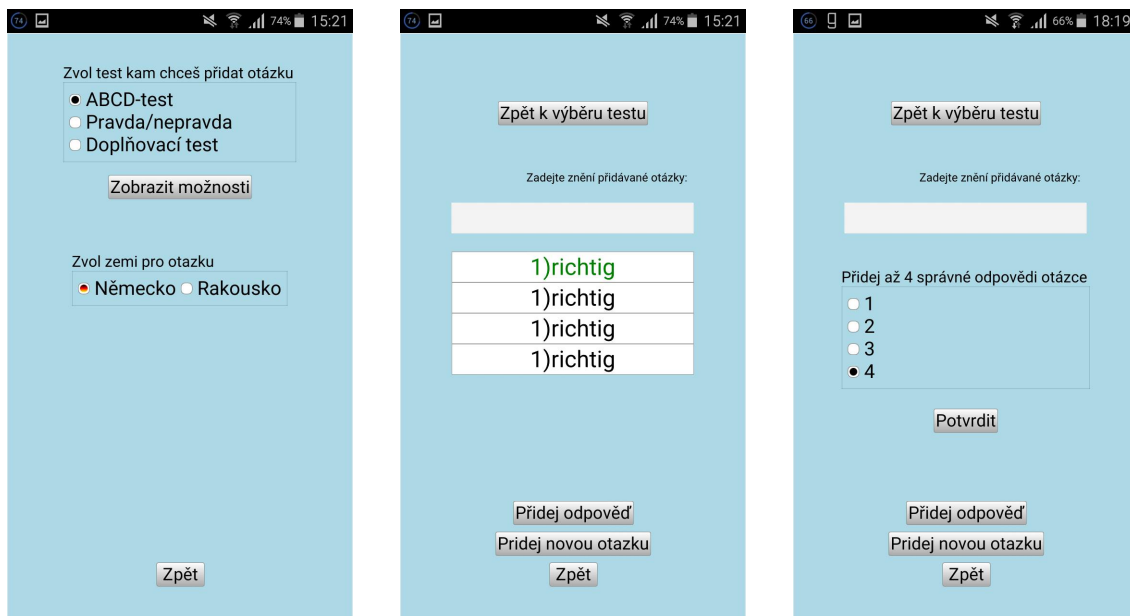 74 74% 15:21
Zvol test kam chceš přidat otázku
ABCD-test
Pravda/nepravda
Doplňovací test
Zobrazit možnosti
Zvol zemi pro otazku
Německo Rakousko
Zpět
74 74% 15:21
Zpět k výběru testu
Zadejte znění přidávané otázky:
1)richtig
1)richtig
1)richtig
1)richtig
Přidej odpověď
Pridej novou otazku
Zpět
66 g 66% 18:19
Zpět k výběru testu
Zadejte znění přidávané otázky:
Přidej až 4 správné odpovědi otázce
1
2
3
4
Potvrdit
Přidej odpověď
Pridej novou otazku
Zpět